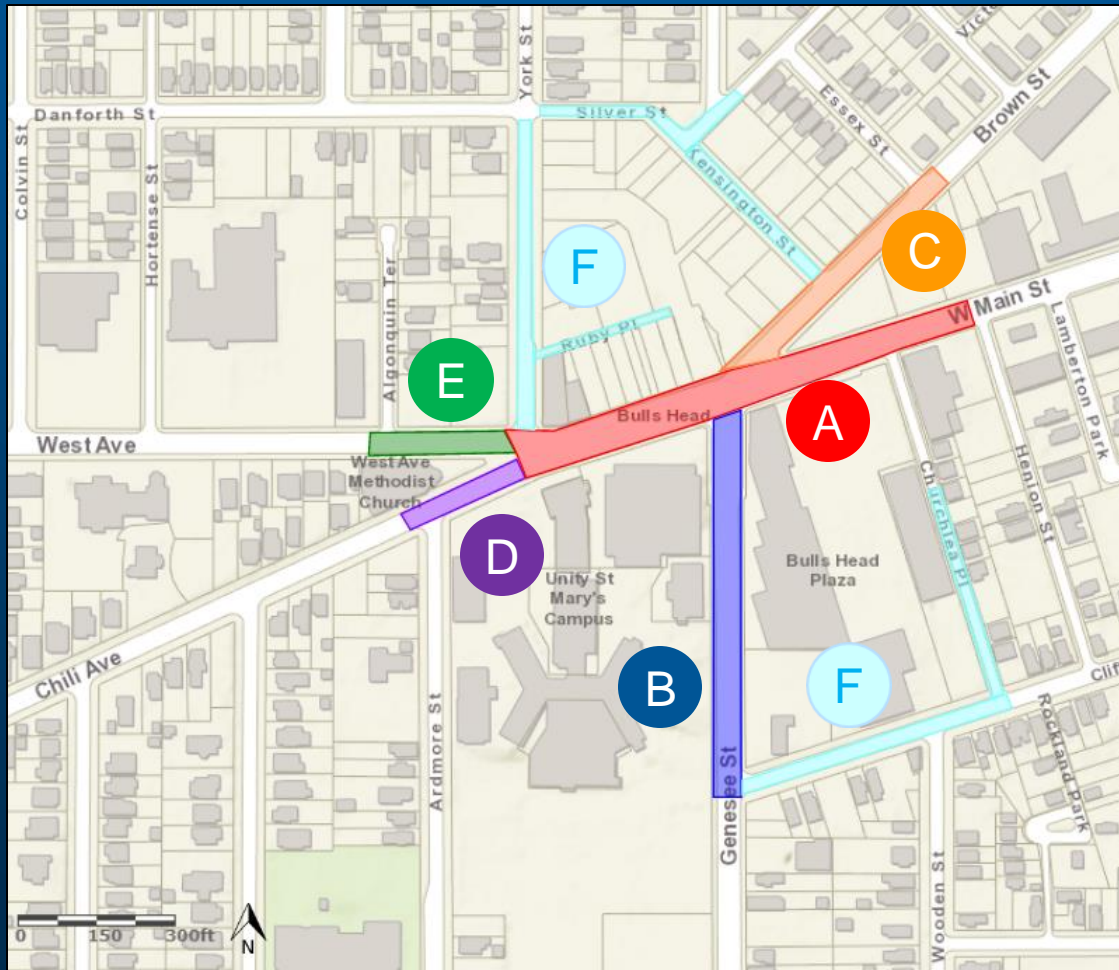 York St
Victo
Essex St
Brown St
Danforth St
Silver St
Colvin St
Hortense St
Kensington St
C
F
Algonquin Ter
Ruby Pl
W Main St
Lamberton Park
E
Bulls Head
A
West Ave
West Ave
Methodist
Church
Churchlea Pl
Henion St
D
Bulls Head
Plaza
Unity St
Mary's
Campus
Chili Ave
B
F
Clif
Ardmore St
Genesee St
Rockland Park
Wooden St
0 150 300ft
N